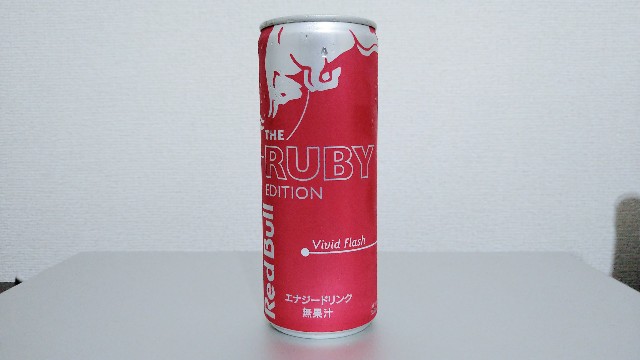 THE
RUBY
EDITION
Red Bull
Vivid flash
エナジードリンク
無果汁